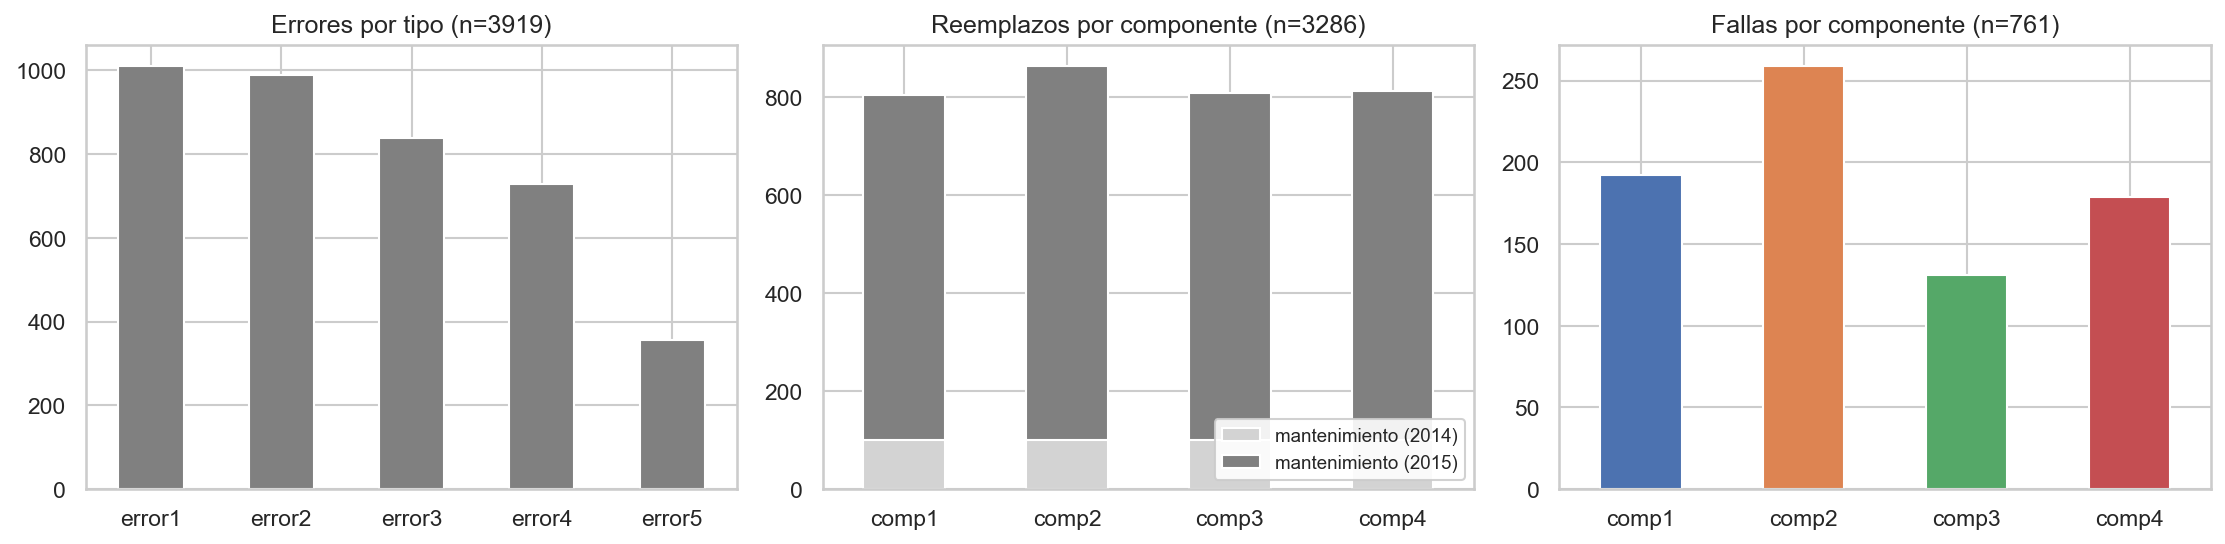 Errores por tipo (n=3919)
1000
800
600
400
200
0
error1 error2 error3 error4 error5
Reemplazos por componente (n=3286)
800
600
400
200
0
mantenimiento (2014)
mantenimiento (2015)
comp1 comp2 comp3 comp4
Fallas por componente (n=761)
250
200
150
100
50
0
comp1 comp2 comp3 comp4